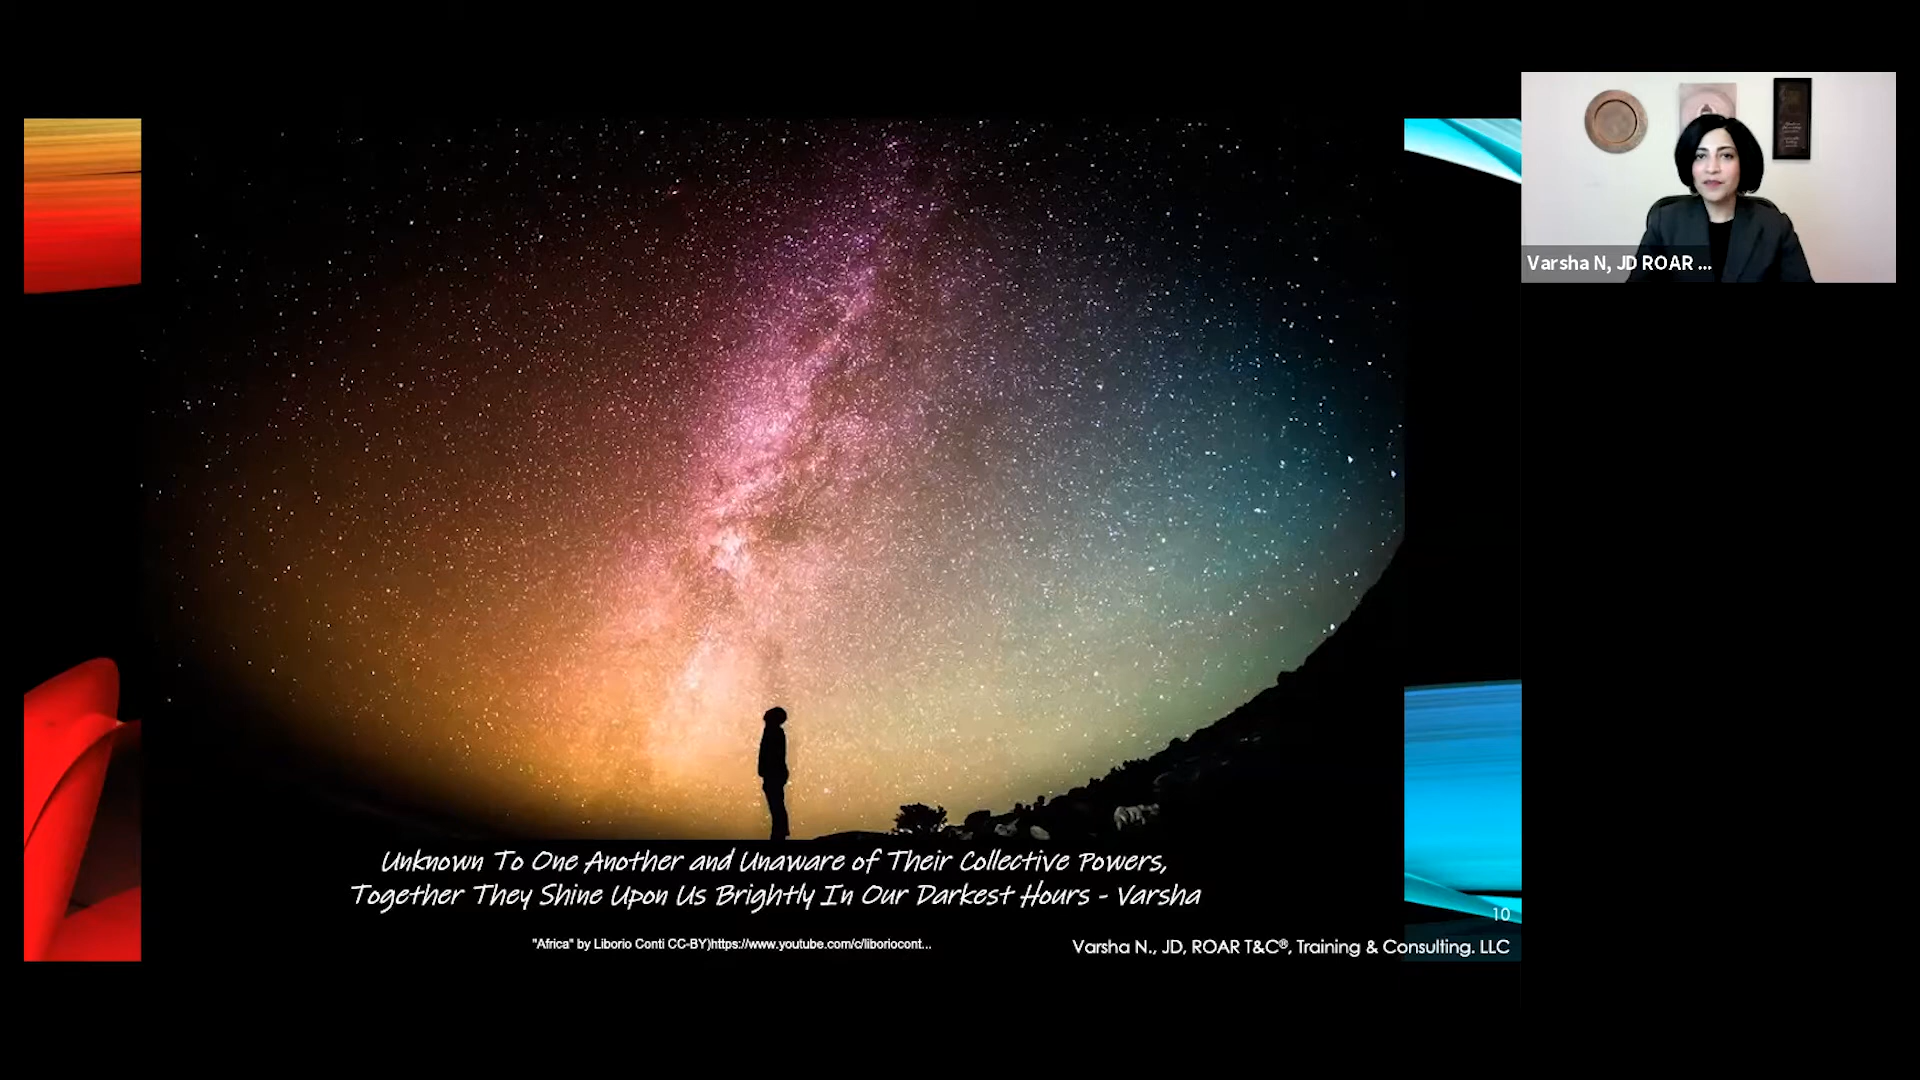 Varsha N, JD ROAR ...
Unknown To One Another and Unaware of Their Collective Powers,
Together They Shine Upon Us Brightly In Our Darkest Hours - Varsha
10
"Africa" by Liborio Conti CC-BY)https://www.youtube.com/c/liboriocont...
Varsha N., JD, ROAR T&C®, Training & Consulting. LLC